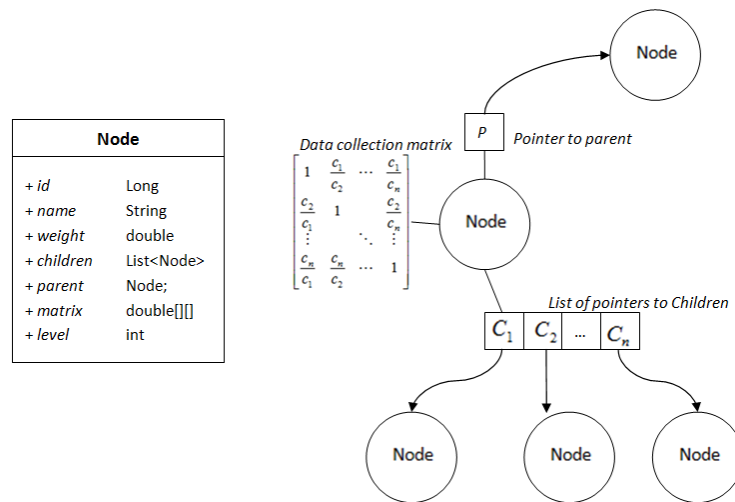 Node
+ id Long
+ name String
+ weight double
+ children List<Node>
+ parent Node;
+ matrix double[][]
+ level int
Node
P
Pointer to parent
Data collection matrix
1 c₁/c₂ ⋯ c₁/cₙ
c₂/c₁ 1 c₂/cₙ
⋮ ⋱ ⋮
cₙ/c₁ cₙ/c₂ ⋯ 1
Node
List of pointers to Children
C₁ C₂ ... Cₙ
Node Node Node